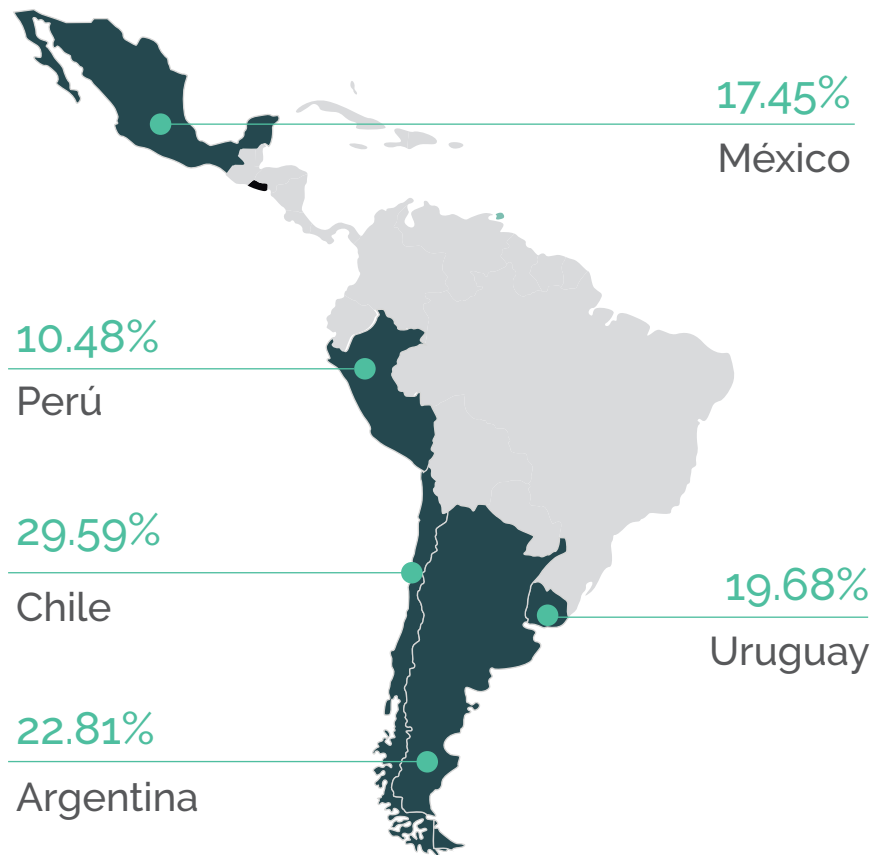 17.45%
México
10.48%
Perú
29.59%
Chile
19.68%
Uruguay
22.81%
Argentina